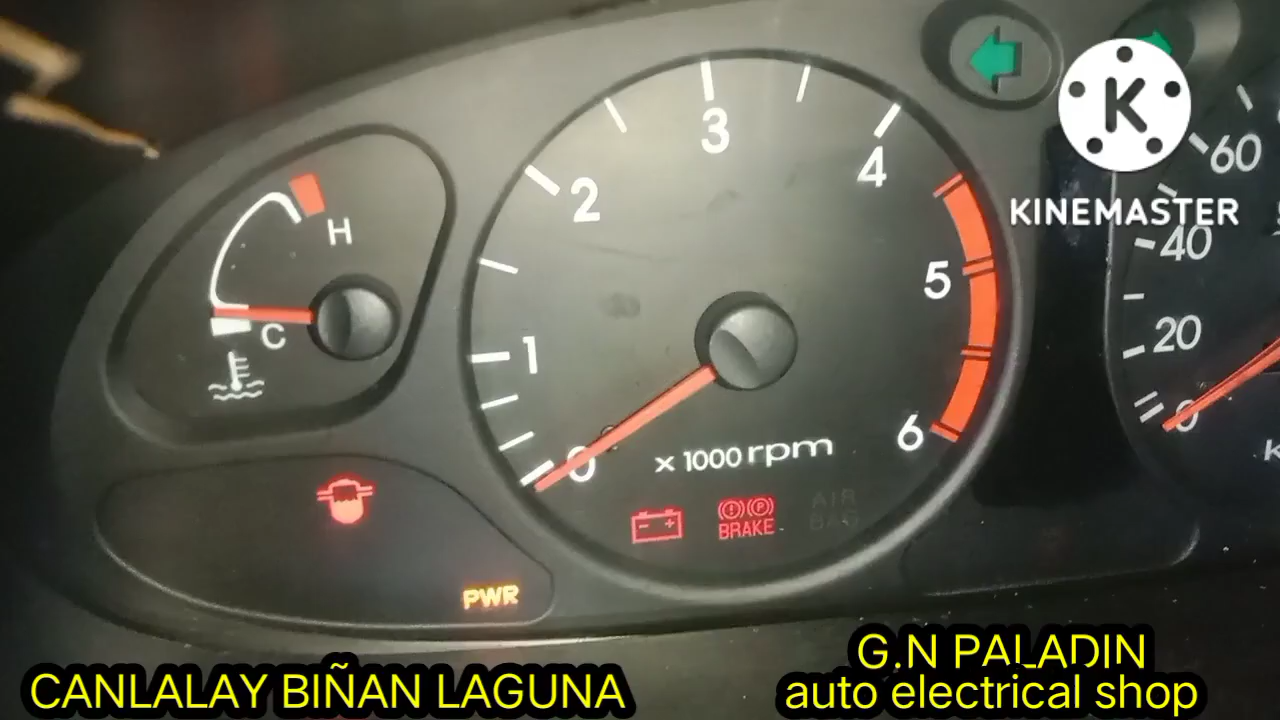 K
KINEMASTER
H
C
0
1
2
3
4
5
6
x 1000 rpm
BRAKE
AIR
BAG
PWR
0
20
40
60
CANLALAY BIÑAN LAGUNA
G.N PALADIN
auto electrical shop